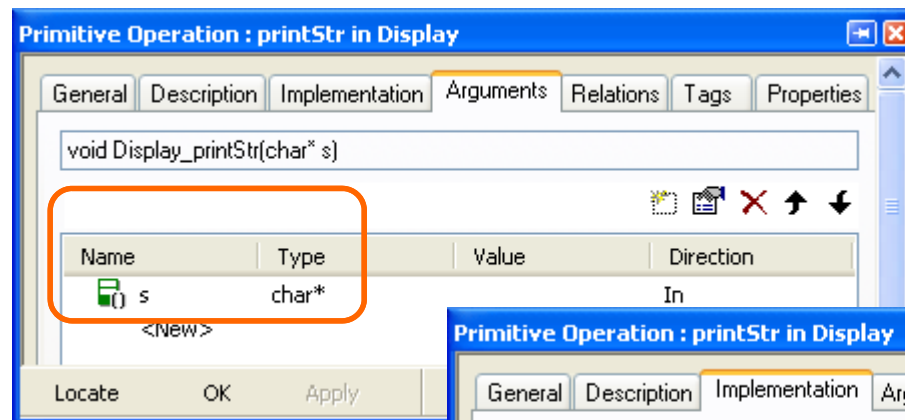 Primitive Operation : printStr in Display
General Description Implementation Arguments Relations Tags Properties
void Display_printStr(char* s)
Name Type Value Direction
s char* In
<New>
Locate OK Apply
Primitive Operation : printStr in Display
General Description Implementation